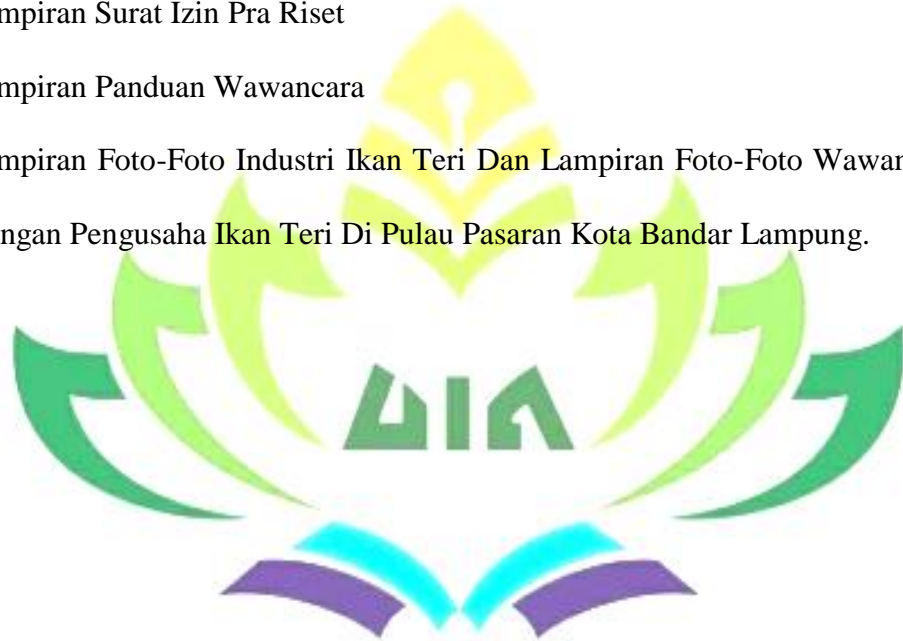 mpiran Surat Izin Pra Riset
mpiran Panduan Wawancara
mpiran Foto-Foto Industri Ikan Teri Dan Lampiran Foto-Foto Wawan
ngan Pengusaha Ikan Teri Di Pulau Pasaran Kota Bandar Lampung.
UIN